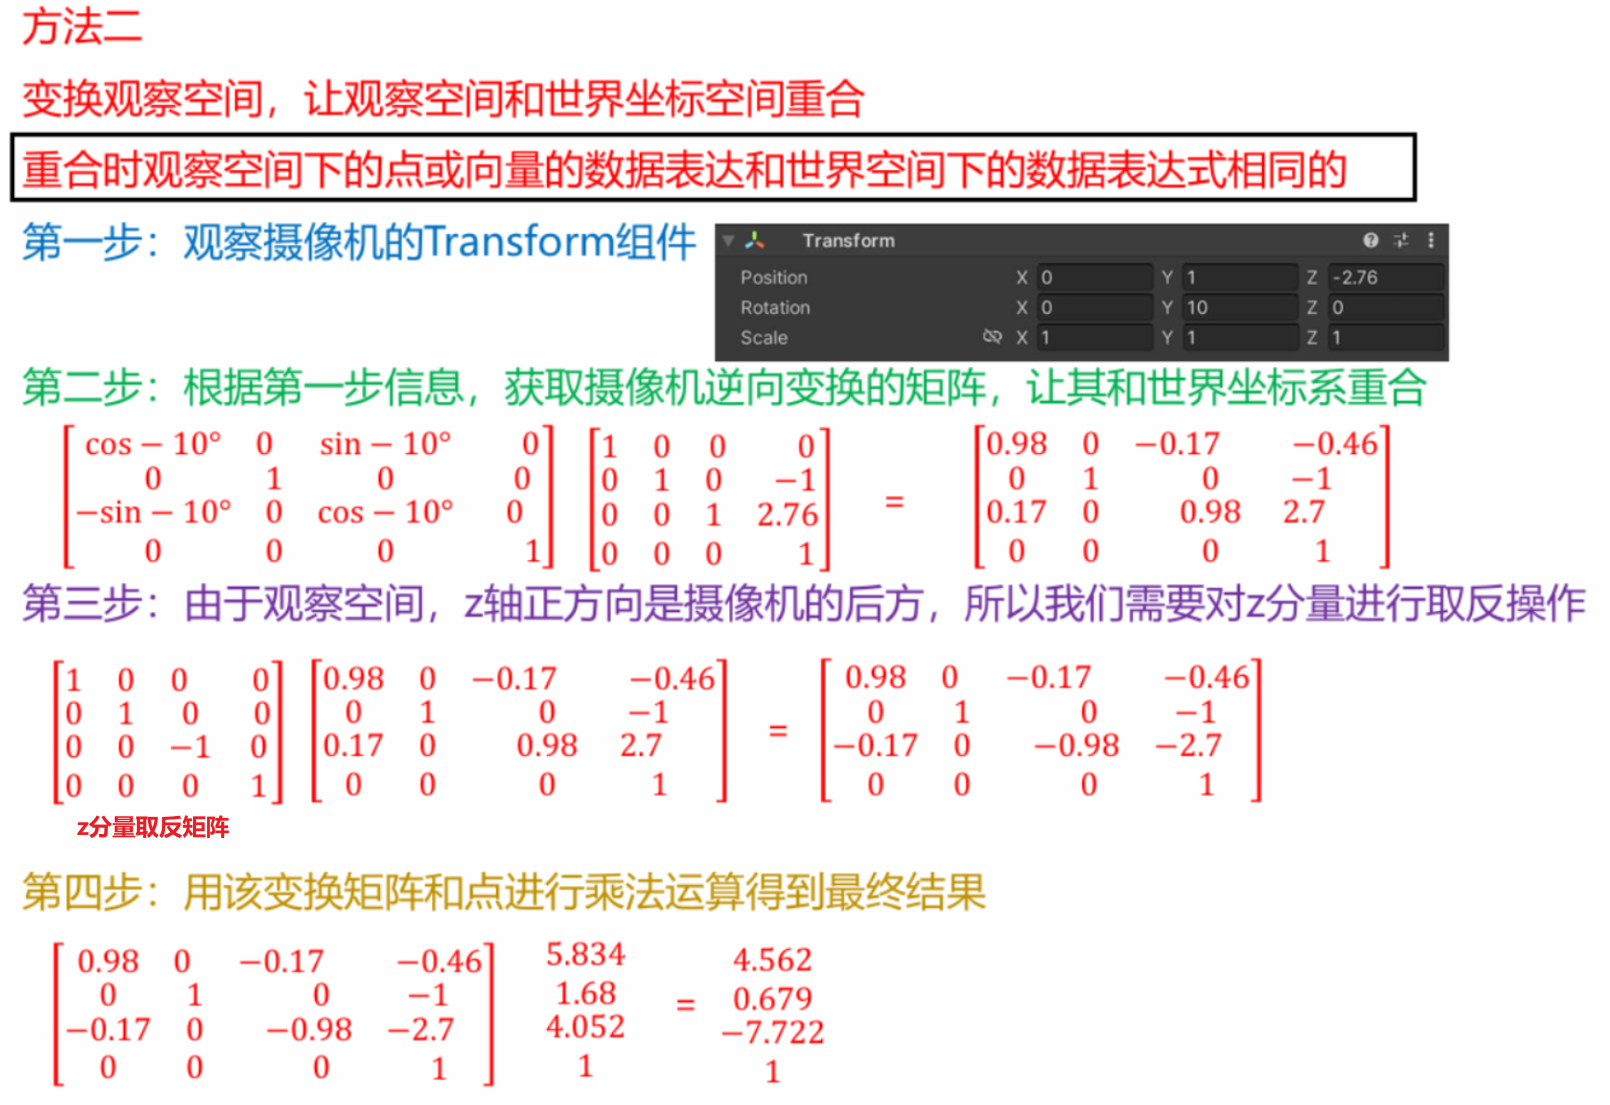 方法二
变换观察空间，让观察空间和世界坐标空间重合
重合时观察空间下的点或向量的数据表达和世界空间下的数据表达式相同的
第一步：观察摄像机的Transform组件
Transform
Position X 0 Y 1 Z -2.76
Rotation X 0 Y 10 Z 0
Scale X 1 Y 1 Z 1
第二步：根据第一步信息，获取摄像机逆向变换的矩阵，让其和世界坐标系重合
cos − 10° 0 sin − 10° 0 1 0 0 0 0.98 0 −0.17 −0.46
0 1 0 0 0 1 0 −1 0 1 0 −1
−sin − 10° 0 cos − 10° 0 0 0 1 2.76 = 0.17 0 0.98 2.7
0 0 0 1 0 0 0 1 0 0 0 1
第三步：由于观察空间，z轴正方向是摄像机的后方，所以我们需要对z分量进行取反操作
1 0 0 0 0.98 0 −0.17 −0.46 0.98 0 −0.17 −0.46
0 1 0 0 0 1 0 −1 0 1 0 −1
0 0 −1 0 0.17 0 0.98 2.7 = −0.17 0 −0.98 −2.7
0 0 0 1 0 0 0 1 0 0 0 1
z分量取反矩阵
第四步：用该变换矩阵和点进行乘法运算得到最终结果
0.98 0 −0.17 −0.46 5.834 4.562
0 1 0 −1 1.68 0.679
−0.17 0 −0.98 −2.7 4.052 = −7.722
0 0 0 1 1 1